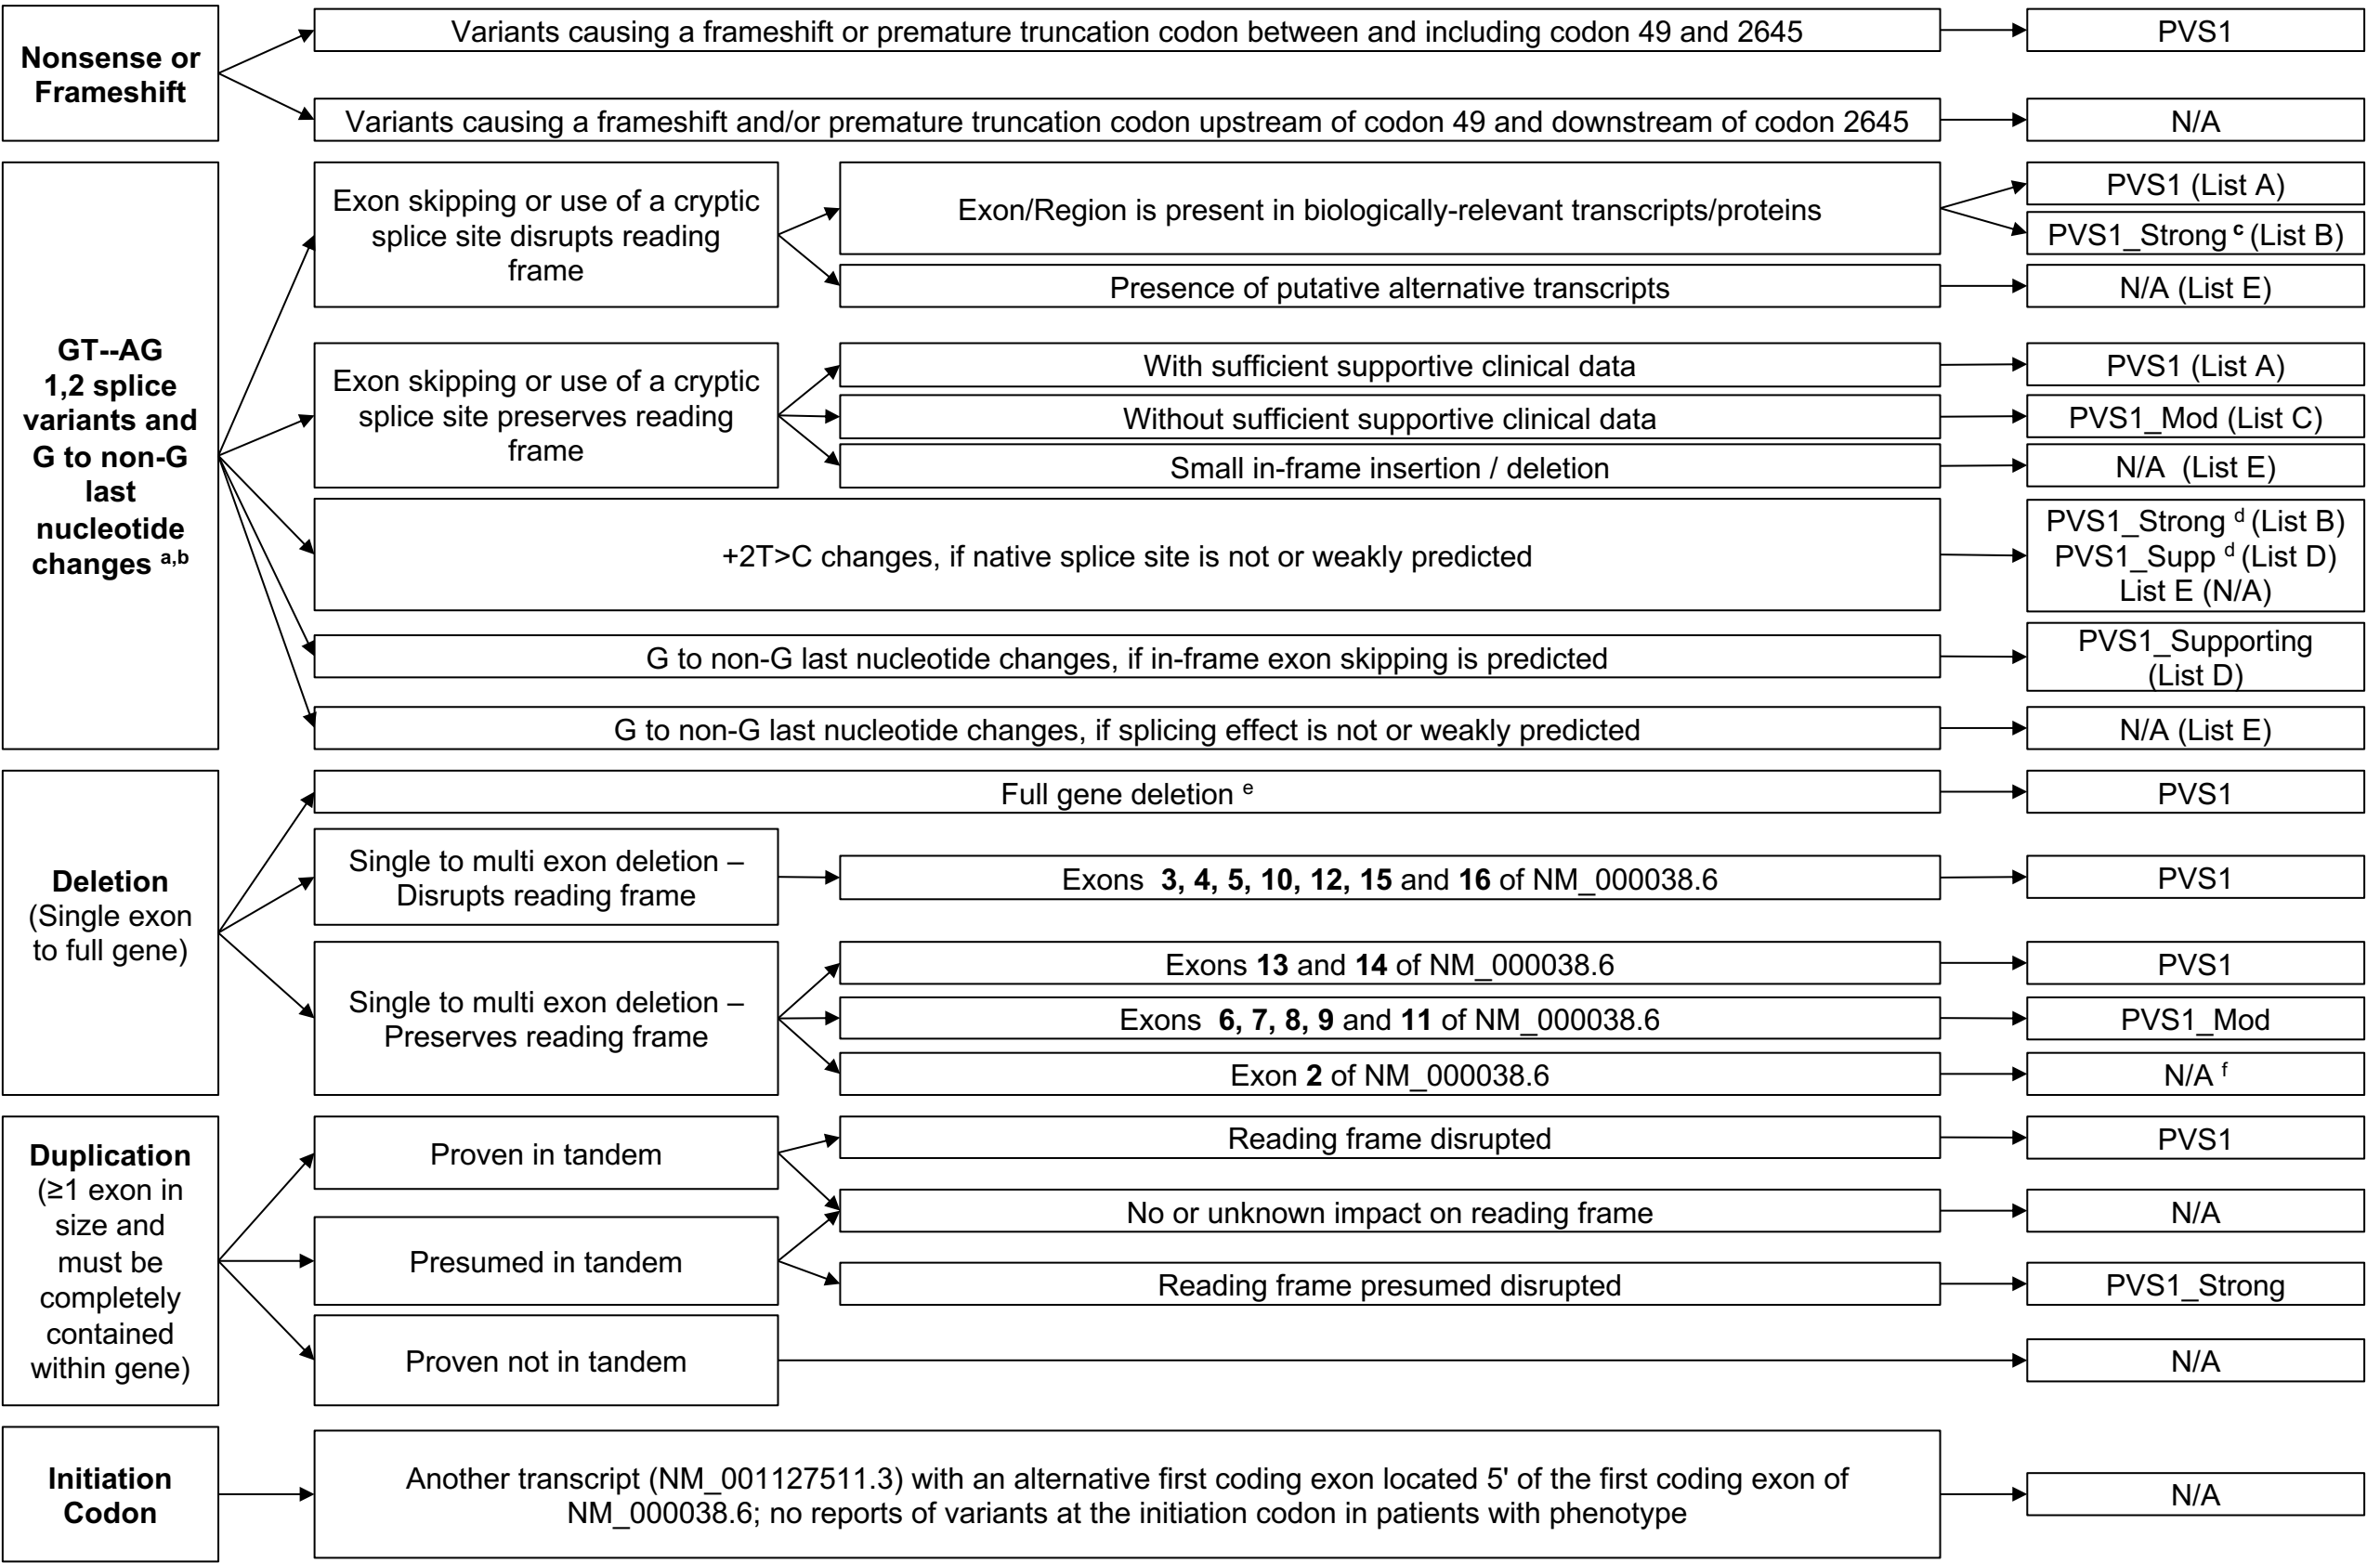 Nonsense or
Frameshift
Variants causing a frameshift or premature truncation codon between and including codon 49 and 2645
PVS1
Variants causing a frameshift and/or premature truncation codon upstream of codon 49 and downstream of codon 2645
N/A
GT--AG
1,2 splice
variants and
G to non-G
last
nucleotide
changes a,b
Exon skipping or use of a cryptic
splice site disrupts reading
frame
Exon/Region is present in biologically-relevant transcripts/proteins
PVS1 (List A)
PVS1_Strong c (List B)
Presence of putative alternative transcripts
N/A (List E)
Exon skipping or use of a cryptic
splice site preserves reading
frame
With sufficient supportive clinical data
PVS1 (List A)
Without sufficient supportive clinical data
PVS1_Mod (List C)
Small in-frame insertion / deletion
N/A (List E)
+2T>C changes, if native splice site is not or weakly predicted
PVS1_Strong d (List B)
PVS1_Supp d (List D)
List E (N/A)
G to non-G last nucleotide changes, if in-frame exon skipping is predicted
PVS1_Supporting
(List D)
G to non-G last nucleotide changes, if splicing effect is not or weakly predicted
N/A (List E)
Deletion
(Single exon
to full gene)
Full gene deletion e
PVS1
Single to multi exon deletion –
Disrupts reading frame
Exons 3, 4, 5, 10, 12, 15 and 16 of NM_000038.6
PVS1
Single to multi exon deletion –
Preserves reading frame
Exons 13 and 14 of NM_000038.6
PVS1
Exons 6, 7, 8, 9 and 11 of NM_000038.6
PVS1_Mod
Exon 2 of NM_000038.6
N/A f
Duplication
(≥1 exon in
size and
must be
completely
contained
within gene)
Proven in tandem
Reading frame disrupted
PVS1
No or unknown impact on reading frame
N/A
Presumed in tandem
Reading frame presumed disrupted
PVS1_Strong
Proven not in tandem
N/A
Initiation
Codon
Another transcript (NM_001127511.3) with an alternative first coding exon located 5' of the first coding exon of
NM_000038.6; no reports of variants at the initiation codon in patients with phenotype
N/A